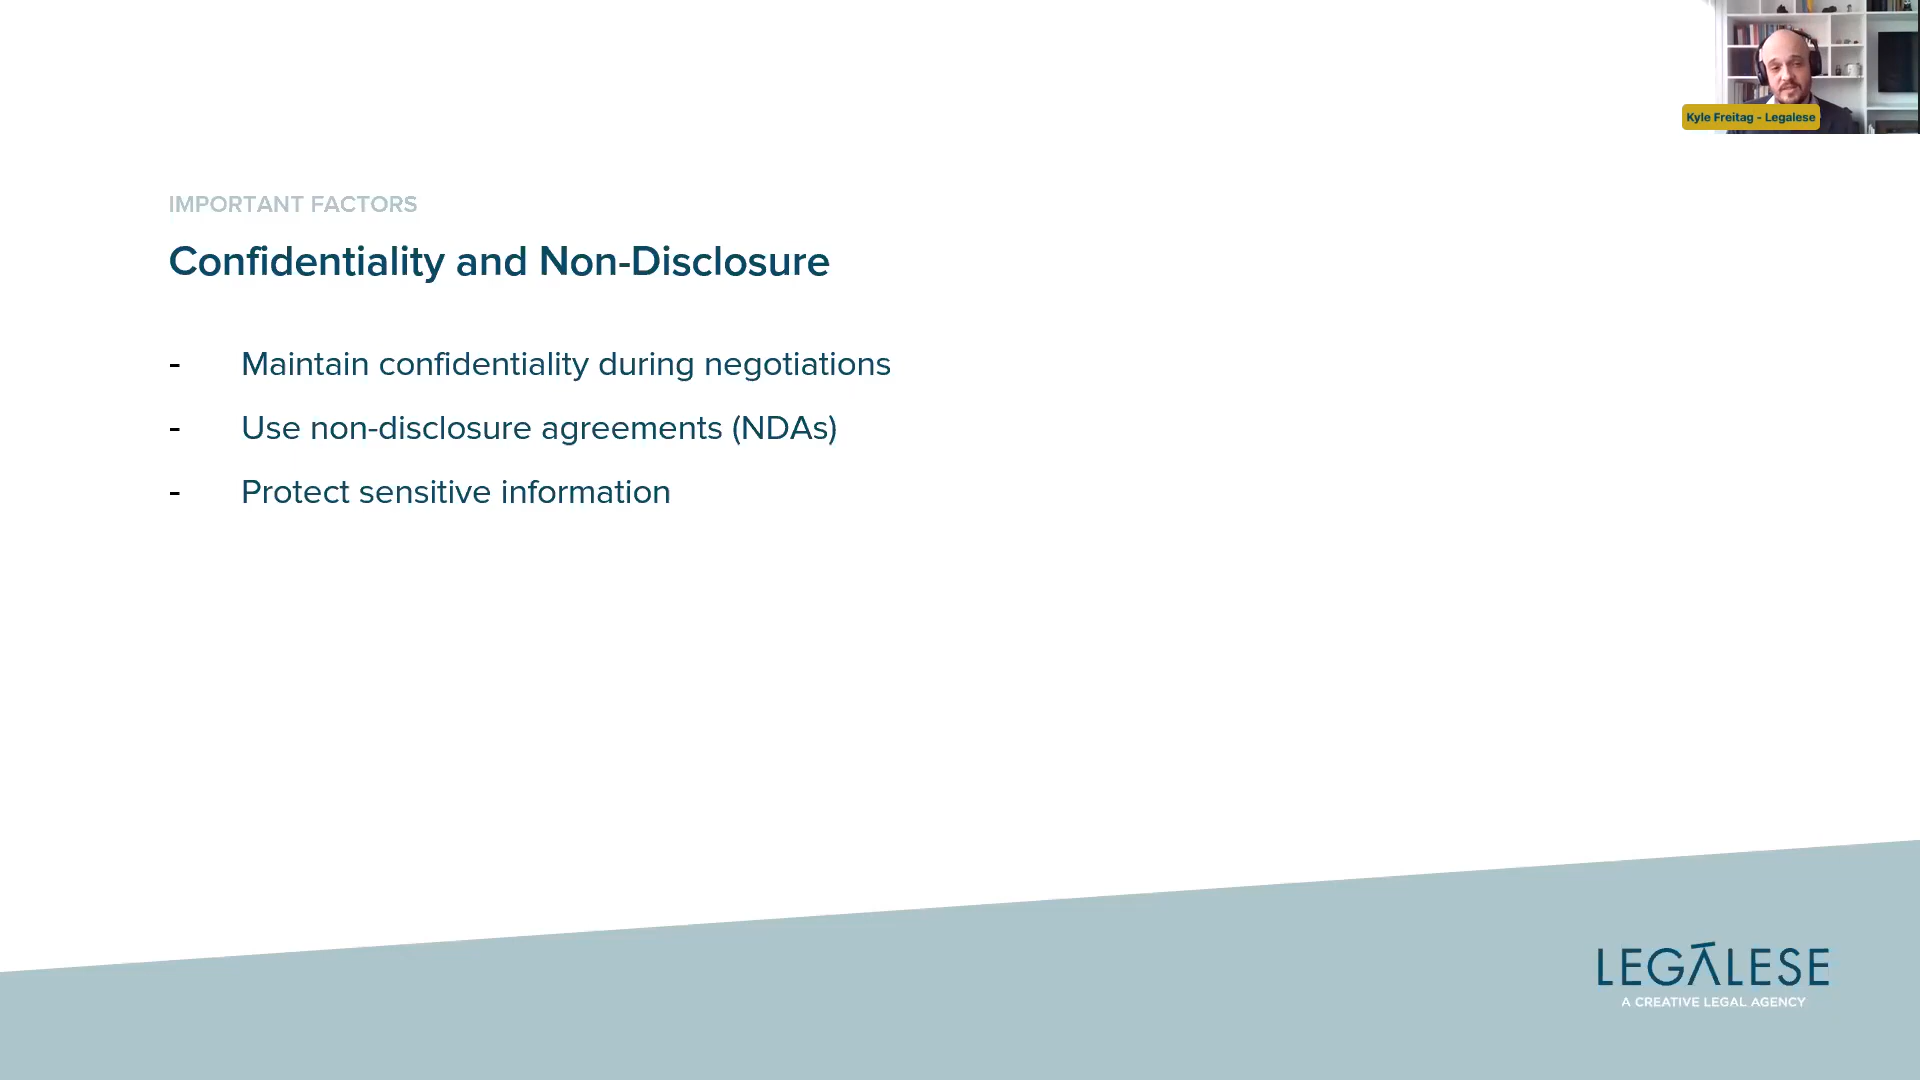 Kyle Freitag - Legalese
IMPORTANT FACTORS
Confidentiality and Non-Disclosure
- Maintain confidentiality during negotiations
- Use non-disclosure agreements (NDAs)
- Protect sensitive information
LEGALESE
A CREATIVE LEGAL AGENCY